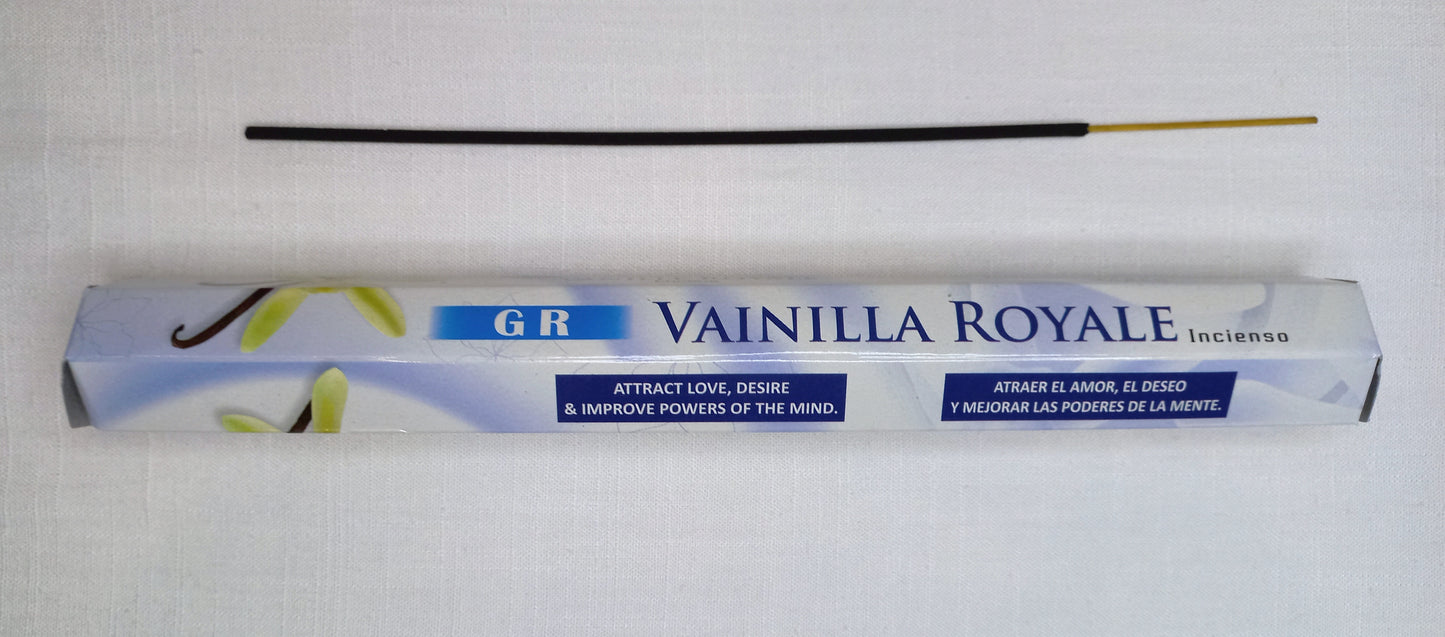 GR
VAINILLA ROYALE Incienso
ATTRACT LOVE, DESIRE
& IMPROVE POWERS OF THE MIND.
ATRAER EL AMOR, EL DESEO
Y MEJORAR LAS PODERES DE LA MENTE.